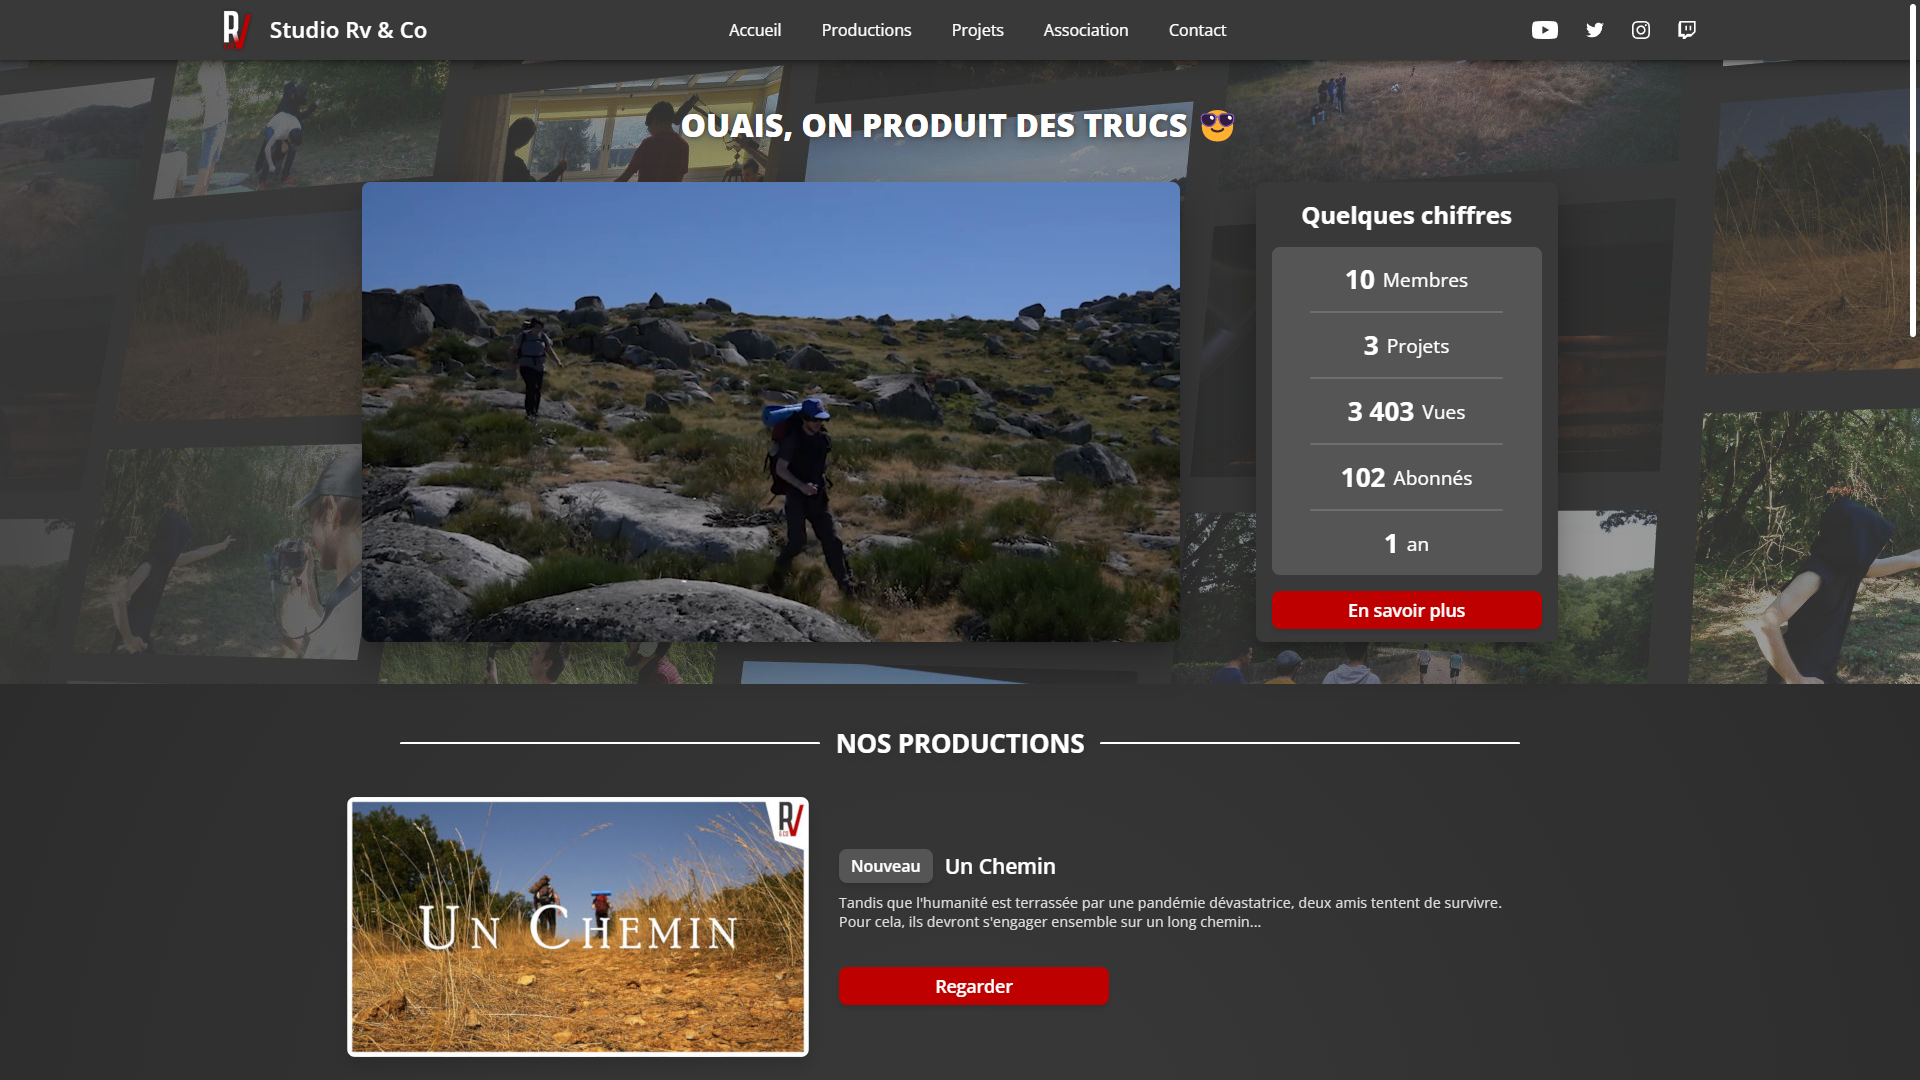 RV
Studio Rv & Co
Accueil
Productions
Projets
Association
Contact
OUAIS, ON PRODUIT DES TRUCS 😎
Quelques chiffres
10 Membres
3 Projets
3 403 Vues
102 Abonnés
1 an
En savoir plus
NOS PRODUCTIONS
RV
& CO
UN CHEMIN
Nouveau Un Chemin
Tandis que l'humanité est terrassée par une pandémie dévastatrice, deux amis tentent de survivre.
Pour cela, ils devront s'engager ensemble sur un long chemin...
Regarder